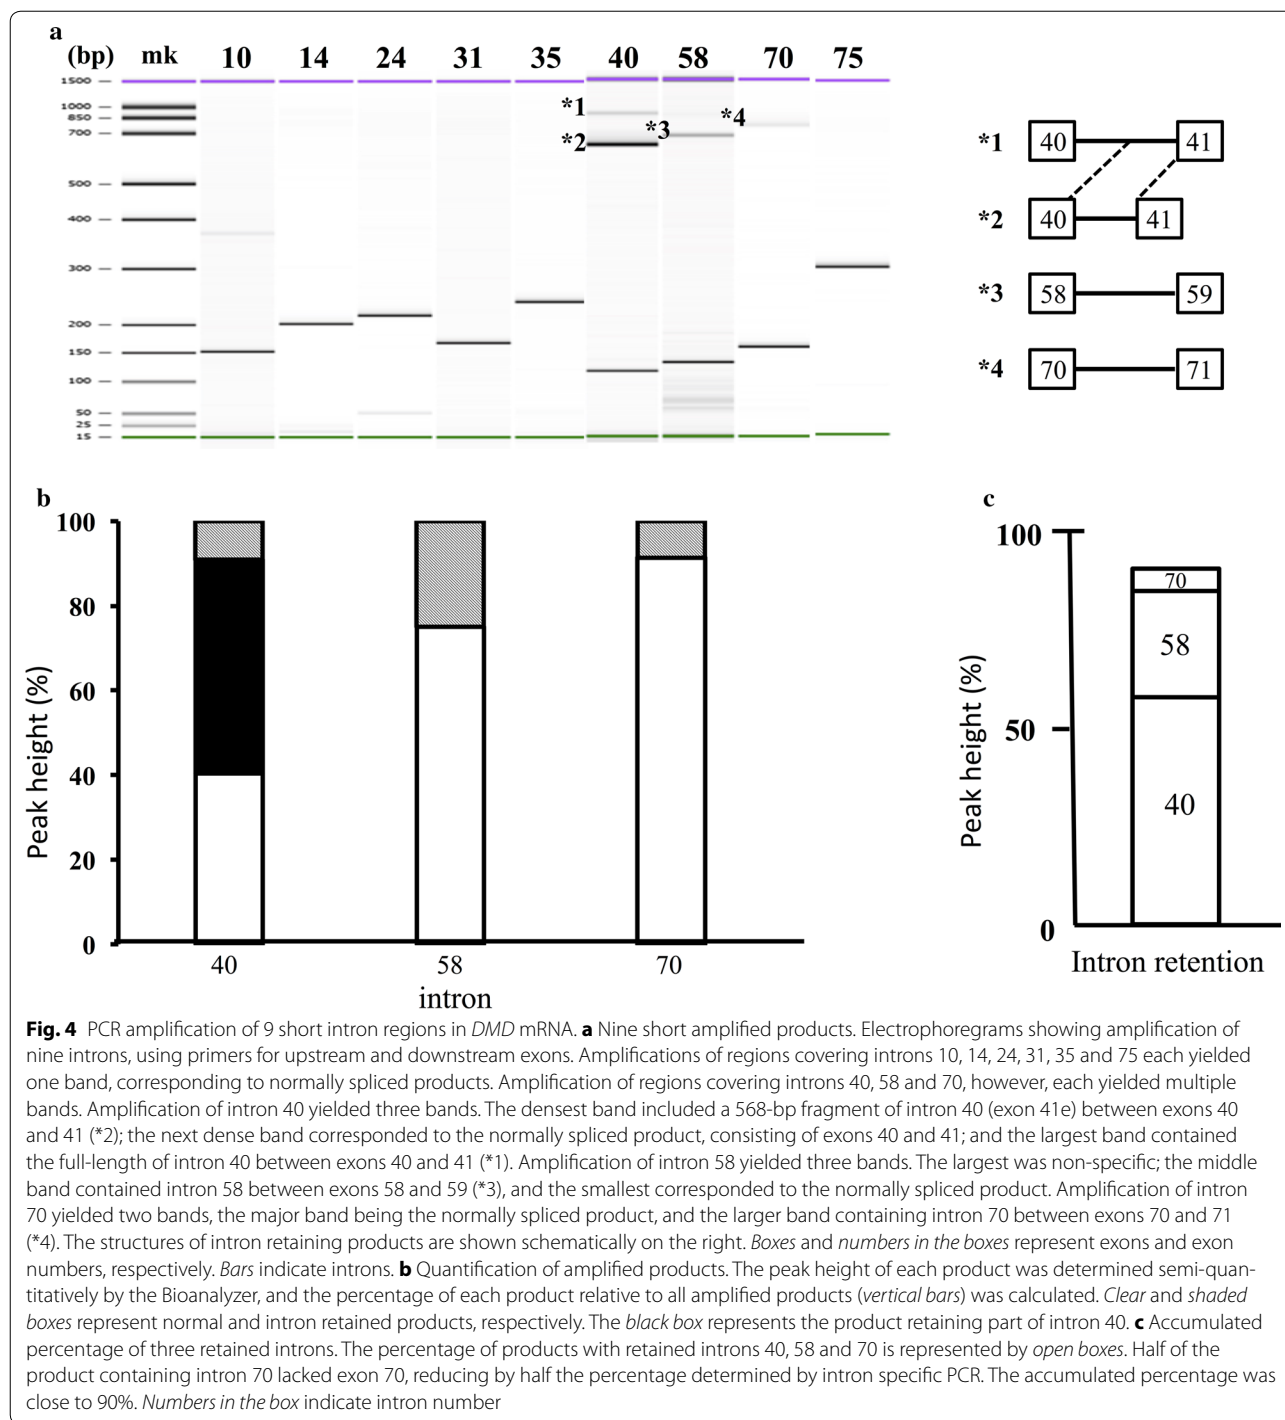 a
(bp) mk 10 14 24 31 35 40 58 70 75
1500
1000
850
700
500
400
300
200
150
100
50
25
15
*1
*2
*3
*4
*1 40 41
*2 40 41
*3 58 59
*4 70 71
b
100
80
60
40
20
0
Peak height (%)
40 58 70
intron
c
100
50
0
Peak height (%)
70
58
40
Intron retention
Fig. 4 PCR amplification of 9 short intron regions in DMD mRNA. a Nine short amplified products. Electrophoregrams showing amplification of
nine introns, using primers for upstream and downstream exons. Amplifications of regions covering introns 10, 14, 24, 31, 35 and 75 each yielded
one band, corresponding to normally spliced products. Amplification of regions covering introns 40, 58 and 70, however, each yielded multiple
bands. Amplification of intron 40 yielded three bands. The densest band included a 568-bp fragment of intron 40 (exon 41e) between exons 40
and 41 (*2); the next dense band corresponded to the normally spliced product, consisting of exons 40 and 41; and the largest band contained
the full-length of intron 40 between exons 40 and 41 (*1). Amplification of intron 58 yielded three bands. The largest was non-specific; the middle
band contained intron 58 between exons 58 and 59 (*3), and the smallest corresponded to the normally spliced product. Amplification of intron
70 yielded two bands, the major band being the normally spliced product, and the larger band containing intron 70 between exons 70 and 71
(*4). The structures of intron retaining products are shown schematically on the right. Boxes and numbers in the boxes represent exons and exon
numbers, respectively. Bars indicate introns. b Quantification of amplified products. The peak height of each product was determined semi-quan-
titatively by the Bioanalyzer, and the percentage of each product relative to all amplified products (vertical bars) was calculated. Clear and shaded
boxes represent normal and intron retained products, respectively. The black box represents the product retaining part of intron 40. c Accumulated
percentage of three retained introns. The percentage of products with retained introns 40, 58 and 70 is represented by open boxes. Half of the
product containing intron 70 lacked exon 70, reducing by half the percentage determined by intron specific PCR. The accumulated percentage was
close to 90%. Numbers in the box indicate intron number